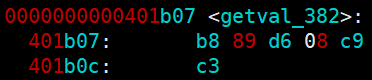 0000000000401b07 <getval_382>:
401b07: b8 89 d6 08 c9
401b0c: c3